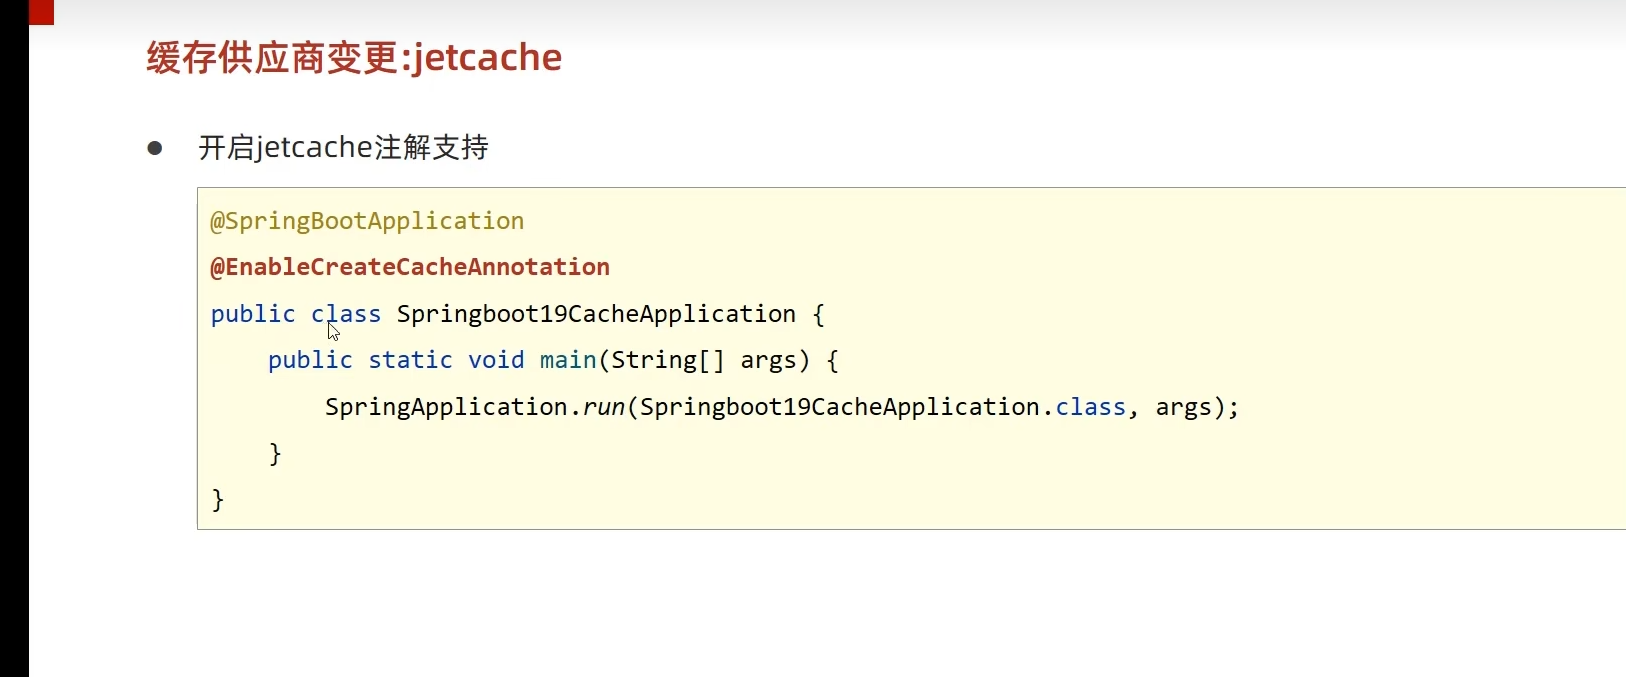 缓存供应商变更:jetcache
● 开启jetcache注解支持
@SpringBootApplication
@EnableCreateCacheAnnotation
public class Springboot19CacheApplication {
    public static void main(String[] args) {
        SpringApplication.run(Springboot19CacheApplication.class, args);
    }
}